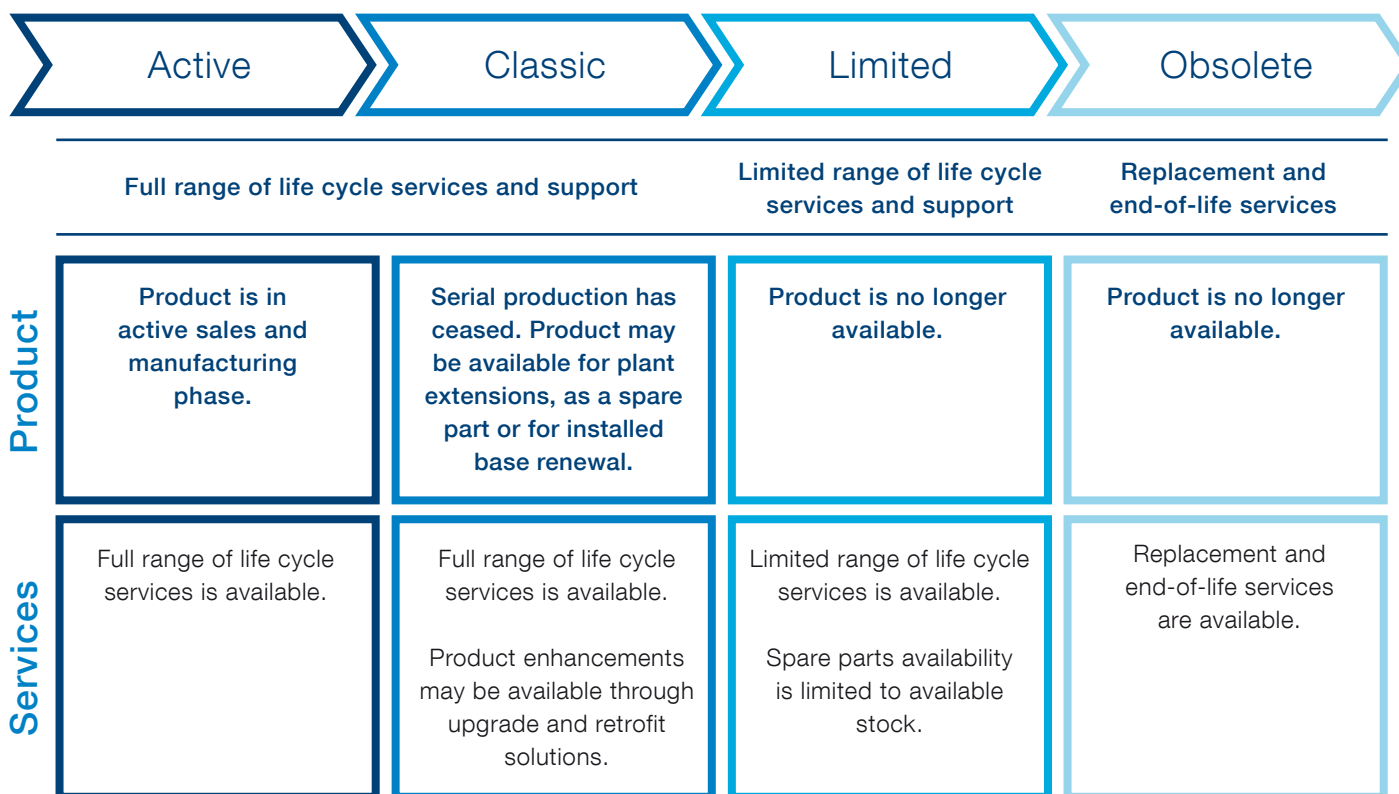 Active
Classic
Limited
Obsolete
Full range of life cycle services and support
Limited range of life cycle
services and support
Replacement and
end-of-life services
Product
Product is in
active sales and
manufacturing
phase.
Serial production has
ceased. Product may
be available for plant
extensions, as a spare
part or for installed
base renewal.
Product is no longer
available.
Product is no longer
available.
Services
Full range of life cycle
services is available.
Full range of life cycle
services is available.
Product enhancements
may be available through
upgrade and retrofit
solutions.
Limited range of life cycle
services is available.
Spare parts availability
is limited to available
stock.
Replacement and
end-of-life services
are available.